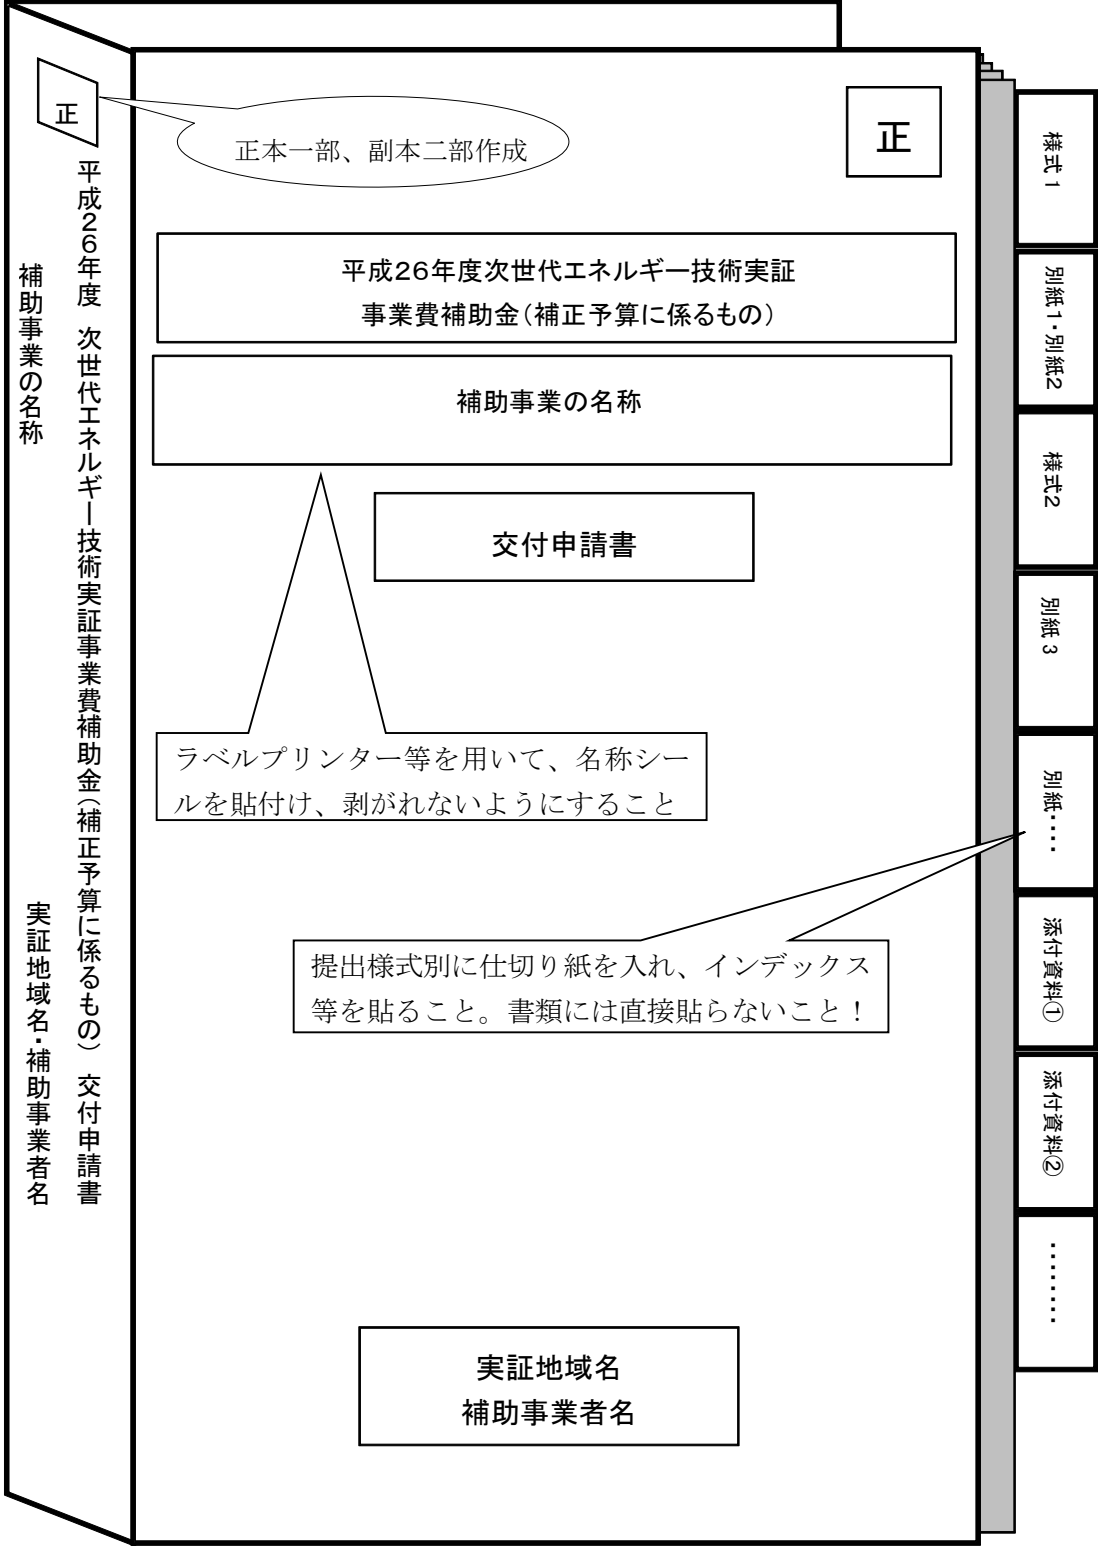 正
平成26年度 次世代エネルギー技術実証事業費補助金（補正予算に係るもの） 交付申請書
補助事業の名称
実証地域名・補助事業者名
正本一部、副本二部作成
正
平成26年度次世代エネルギー技術実証
事業費補助金（補正予算に係るもの）
補助事業の名称
交付申請書
ラベルプリンター等を用いて、名称シー
ルを貼付け、剥がれないようにすること
提出様式別に仕切り紙を入れ、インデックス
等を貼ること。書類には直接貼らないこと！
実証地域名
補助事業者名
様式1
別紙1・別紙2
様式2
別紙3
別紙・・・・
添付資料①
添付資料②
・・・・・・・・